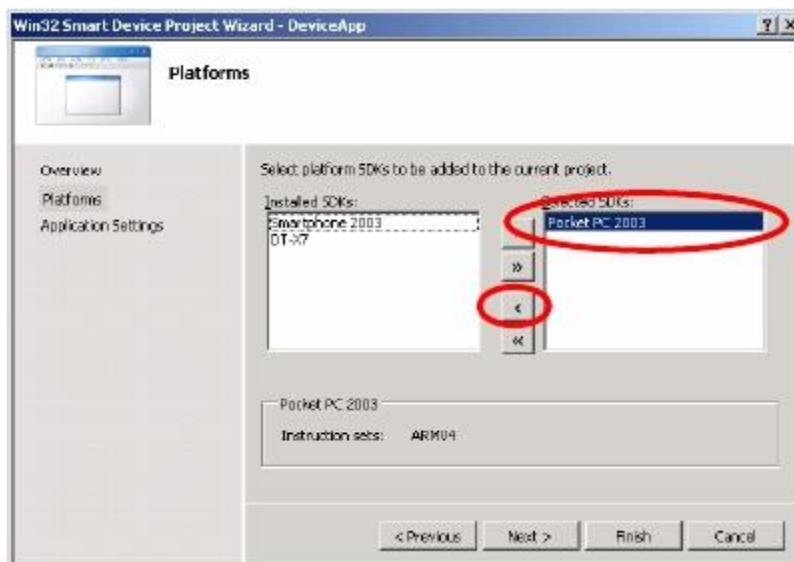 Win32 Smart Device Project Wizard - DeviceApp
Platforms
Overview
Platforms
Application Settings
Select platform SDKs to be added to the current project.
Installed SDKs:
Selected SDKs:
Smartphone 2003
DT-X7
Pocket PC 2003
»
<
«
Pocket PC 2003
Instruction sets: ARMV4
< Previous
Next >
Finish
Cancel